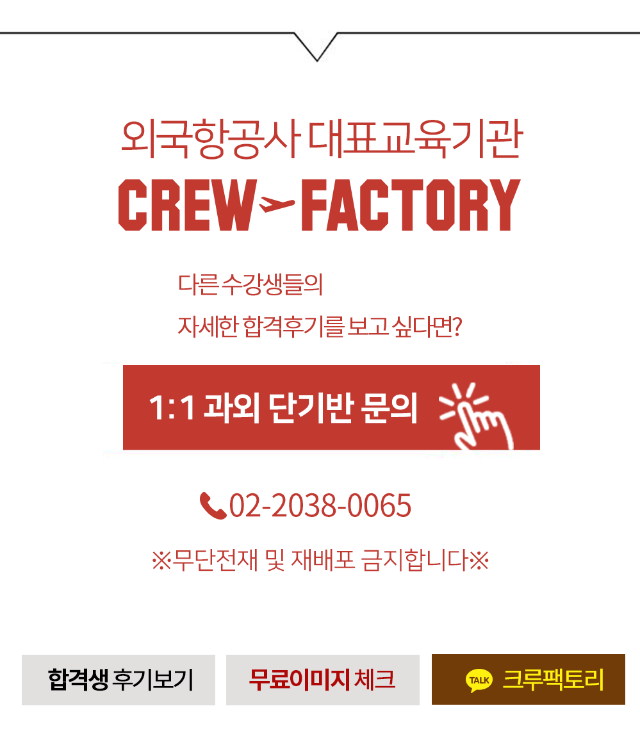 외국항공사 대표교육기관
CREW FACTORY
다른 수강생들의
자세한 합격후기를 보고 싶다면?
1:1 과외 단기반 문의
02-2038-0065
※무단전재 및 재배포 금지합니다※
합격생 후기보기
무료이미지 체크
TALK 크루팩토리